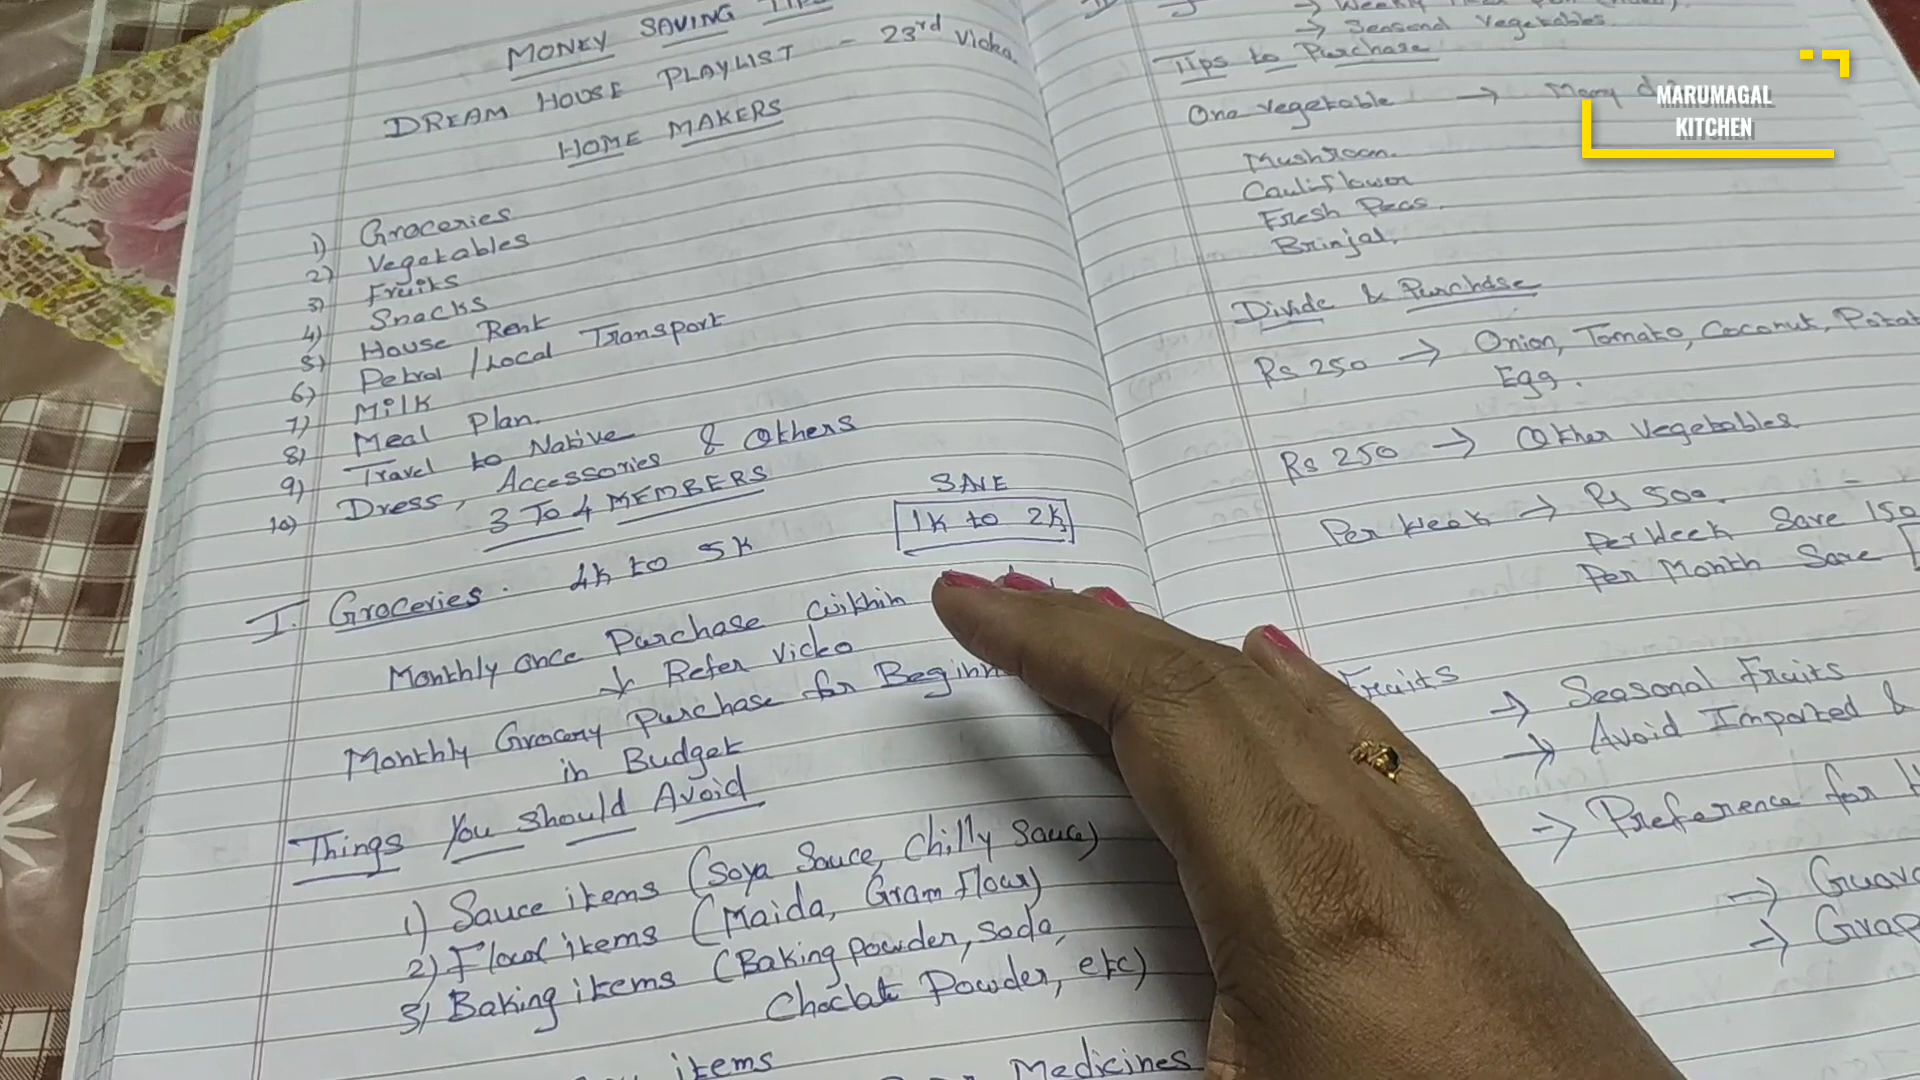 MONEY SAVING TIPS
DREAM HOUSE PLAYLIST - 23rd Video
HOME MAKERS
1) Groceries
2) Vegetables
3) Fruits
4) Snacks
5) House Rent
6) Petrol / Local Transport
7) Milk
8) Meal Plan.
9) Travel to Native
10) Dress, Accessories & Others
3 TO 4 MEMBERS
SAVE
1K to 2K
I. Groceries. 4k to 5K
Monthly once Purchase within
Refer Video
Monthly Grocery Purchase for
in Budget
Things You Should Avoid
1) Sauce items (Soya Sauce, Chilly Sauce)
2) Flour items (Maida, Gram Flour)
3) Baking items (Baking powder, Soda,
Choclate Powder, etc)
items
Medicines
→ Seasonal Vegetables
Tips to Purchase
One vegetable → Many
Mushroom.
Cauliflower
Fresh Peas.
Brinjal.
Divide & Purchase
Rs 250 → Onion, Tomato, Coconut,
Egg.
Rs 250 → Other Vegetables.
Per Week → Rs 500.
Per Week Save 150
Per Month Save
Fruits → Seasonal Fruits
→ Avoid Imported &
→ Preference for
→
→
MARUMAGAL
KITCHEN